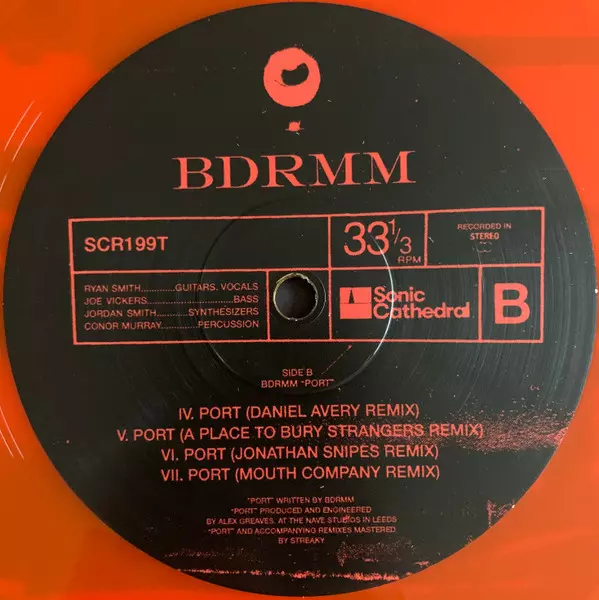 BDRMM
SCR199T
33 1/3
RPM
RECORDED IN
STEREO
RYAN SMITH..........GUITARS, VOCALS
JOE VICKERS..............................BASS
JORDAN SMITH..............SYNTHESIZERS
CONOR MURRAY.............PERCUSSION
Sonic
Cathedral
B
SIDE B
BDRMM "PORT"
IV. PORT (DANIEL AVERY REMIX)
V. PORT (A PLACE TO BURY STRANGERS REMIX)
VI. PORT (JONATHAN SNIPES REMIX)
VII. PORT (MOUTH COMPANY REMIX)
"PORT" WRITTEN BY BDRMM
"PORT" PRODUCED AND ENGINEERED
BY ALEX GREAVES, AT THE NAVE STUDIOS IN LEEDS
"PORT" AND ACCOMPANYING REMIXES MASTERED
BY STREAKY